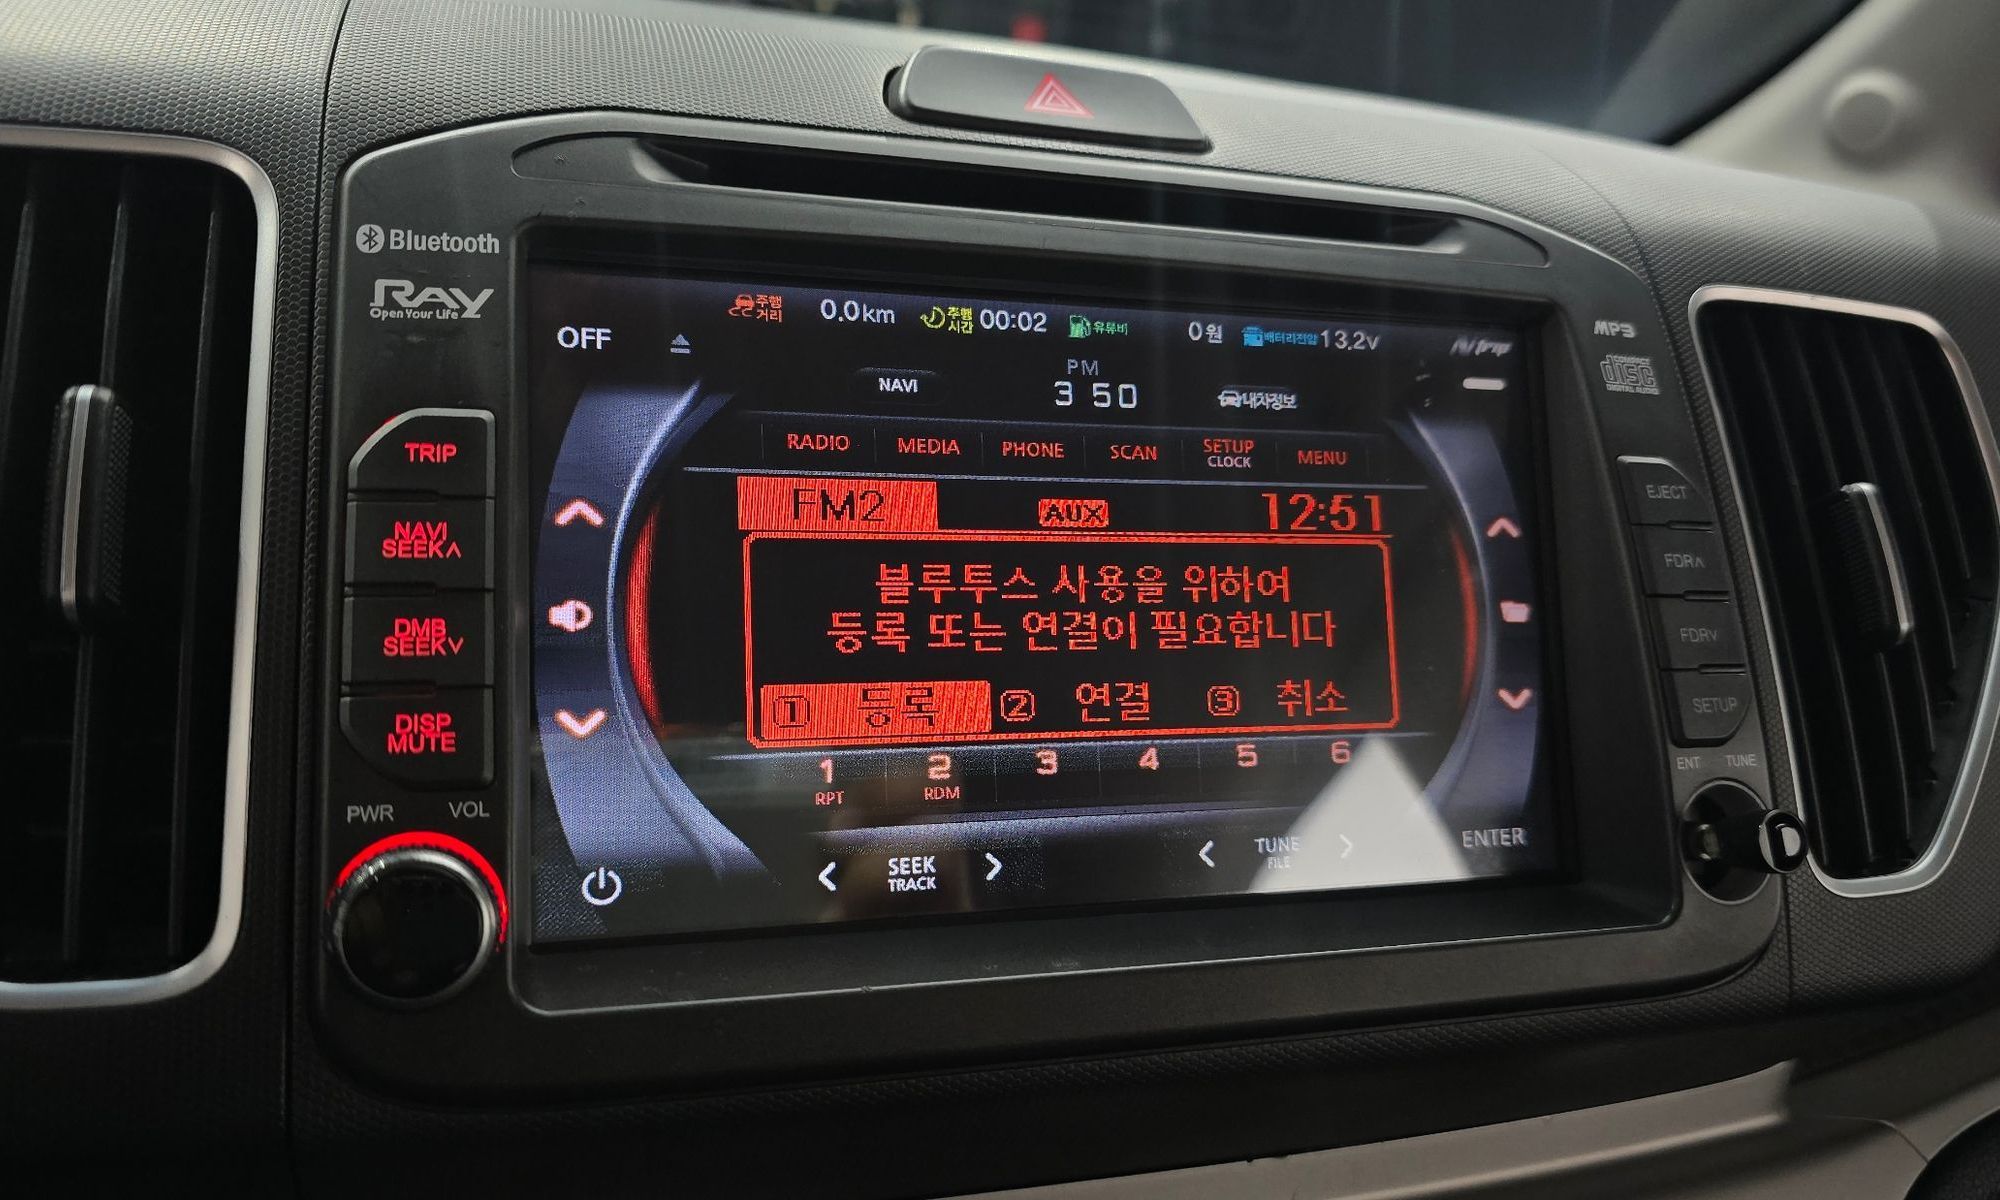 Bluetooth
RAY
Open Your Life
OFF
주행
거리
0.0km
주행
시간
00:02
유류비
0원
배터리전압
13.2v
MP3
COMPACT
disc
DIGITAL AUDIO
NAVI
PM
3 50
내차정보
RADIO
MEDIA
PHONE
SCAN
SETUP
CLOCK
MENU
TRIP
NAVI
SEEK∧
DMB
SEEK∨
DISP
MUTE
PWR
VOL
FM2
AUX
12:51
블루투스 사용을 위하여
등록 또는 연결이 필요합니다
① 등록
② 연결
③ 취소
1
RPT
2
RDM
3
4
5
6
< SEEK >
TRACK
< TUNE >
FILE
ENTER
EJECT
FDR∧
FDR∨
SETUP
ENT
TUNE